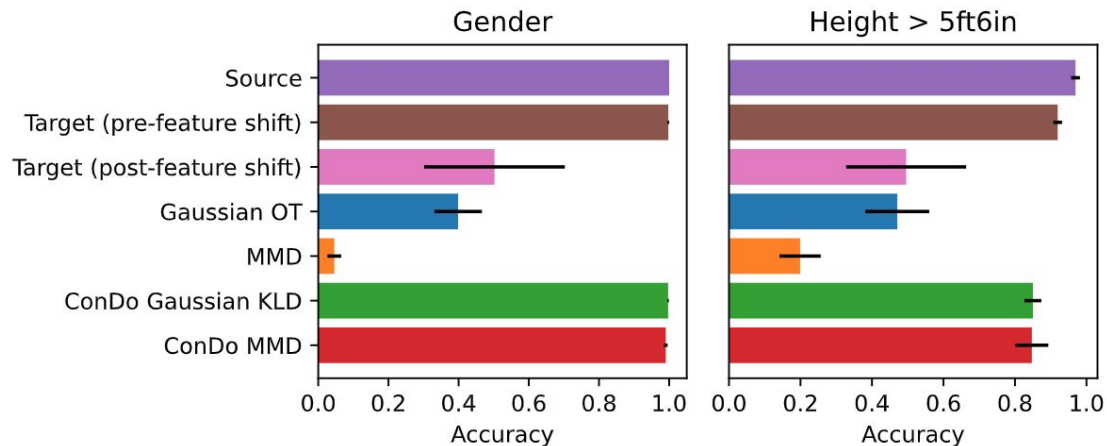 Gender
Height > 5ft6in
Source
Target (pre-feature shift)
Target (post-feature shift)
Gaussian OT
MMD
ConDo Gaussian KLD
ConDo MMD
0.0 0.2 0.4 0.6 0.8 1.0
0.0 0.2 0.4 0.6 0.8 1.0
Accuracy
Accuracy